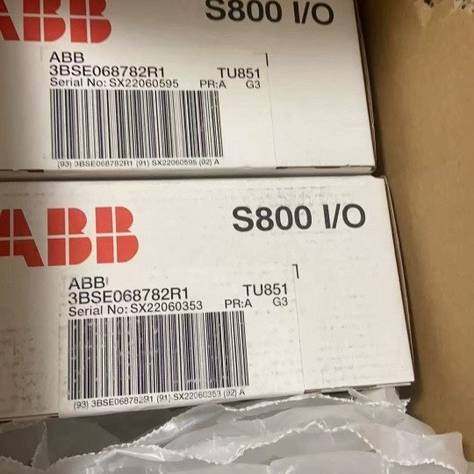 ABB
S800 I/O
ABB
3BSE068782R1 TU851
Serial No: SX22060595 PR:A G3
(93) 3BSE068782R1 (91) SX22060595 (92) A
ABB
S800 I/O
ABB
3BSE068782R1 TU851
Serial No: SX22060353 PR:A G3
(93) 3BSE068782R1 (91) SX22060353 (92) A